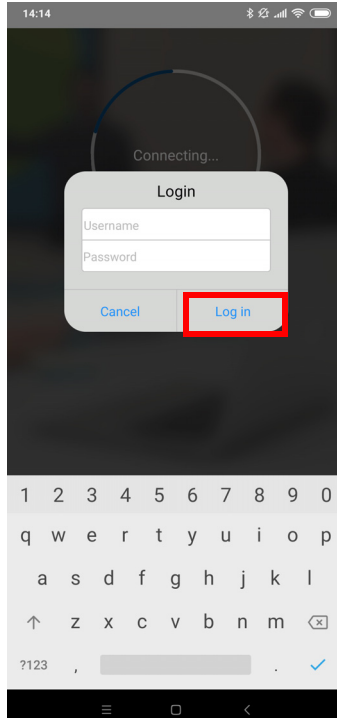 14:14
Connecting...
Login
Username
Password
Cancel Log in
1 2 3 4 5 6 7 8 9 0
q w e r t y u i o p
a s d f g h j k l
z x c v b n m
?123 , .